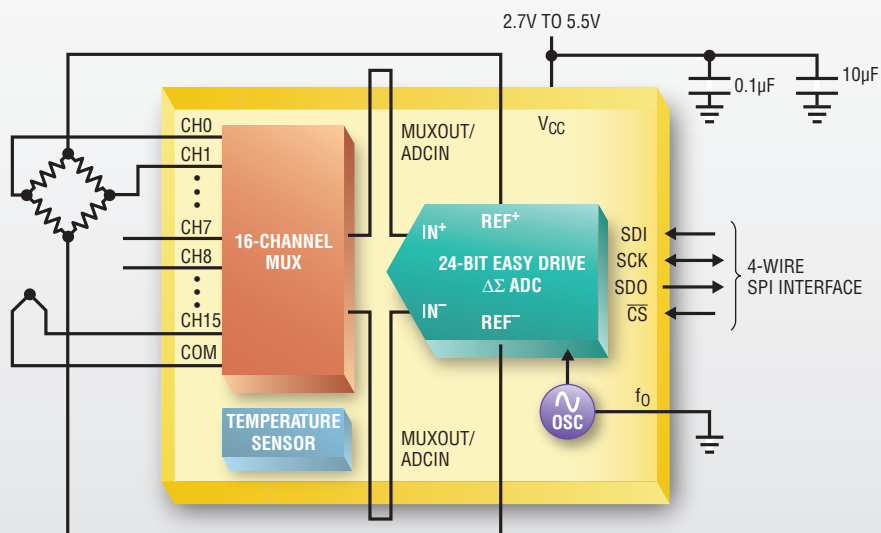 2.7V TO 5.5V
0.1µF
10µF
VCC
CH0
CH1
CH7
CH8
CH15
COM
16-CHANNEL
MUX
MUXOUT/
ADCIN
IN+
REF+
24-BIT EASY DRIVE
ΔΣ ADC
IN−
REF−
SDI
SCK
SDO
CS
4-WIRE
SPI INTERFACE
TEMPERATURE
SENSOR
MUXOUT/
ADCIN
OSC
fO